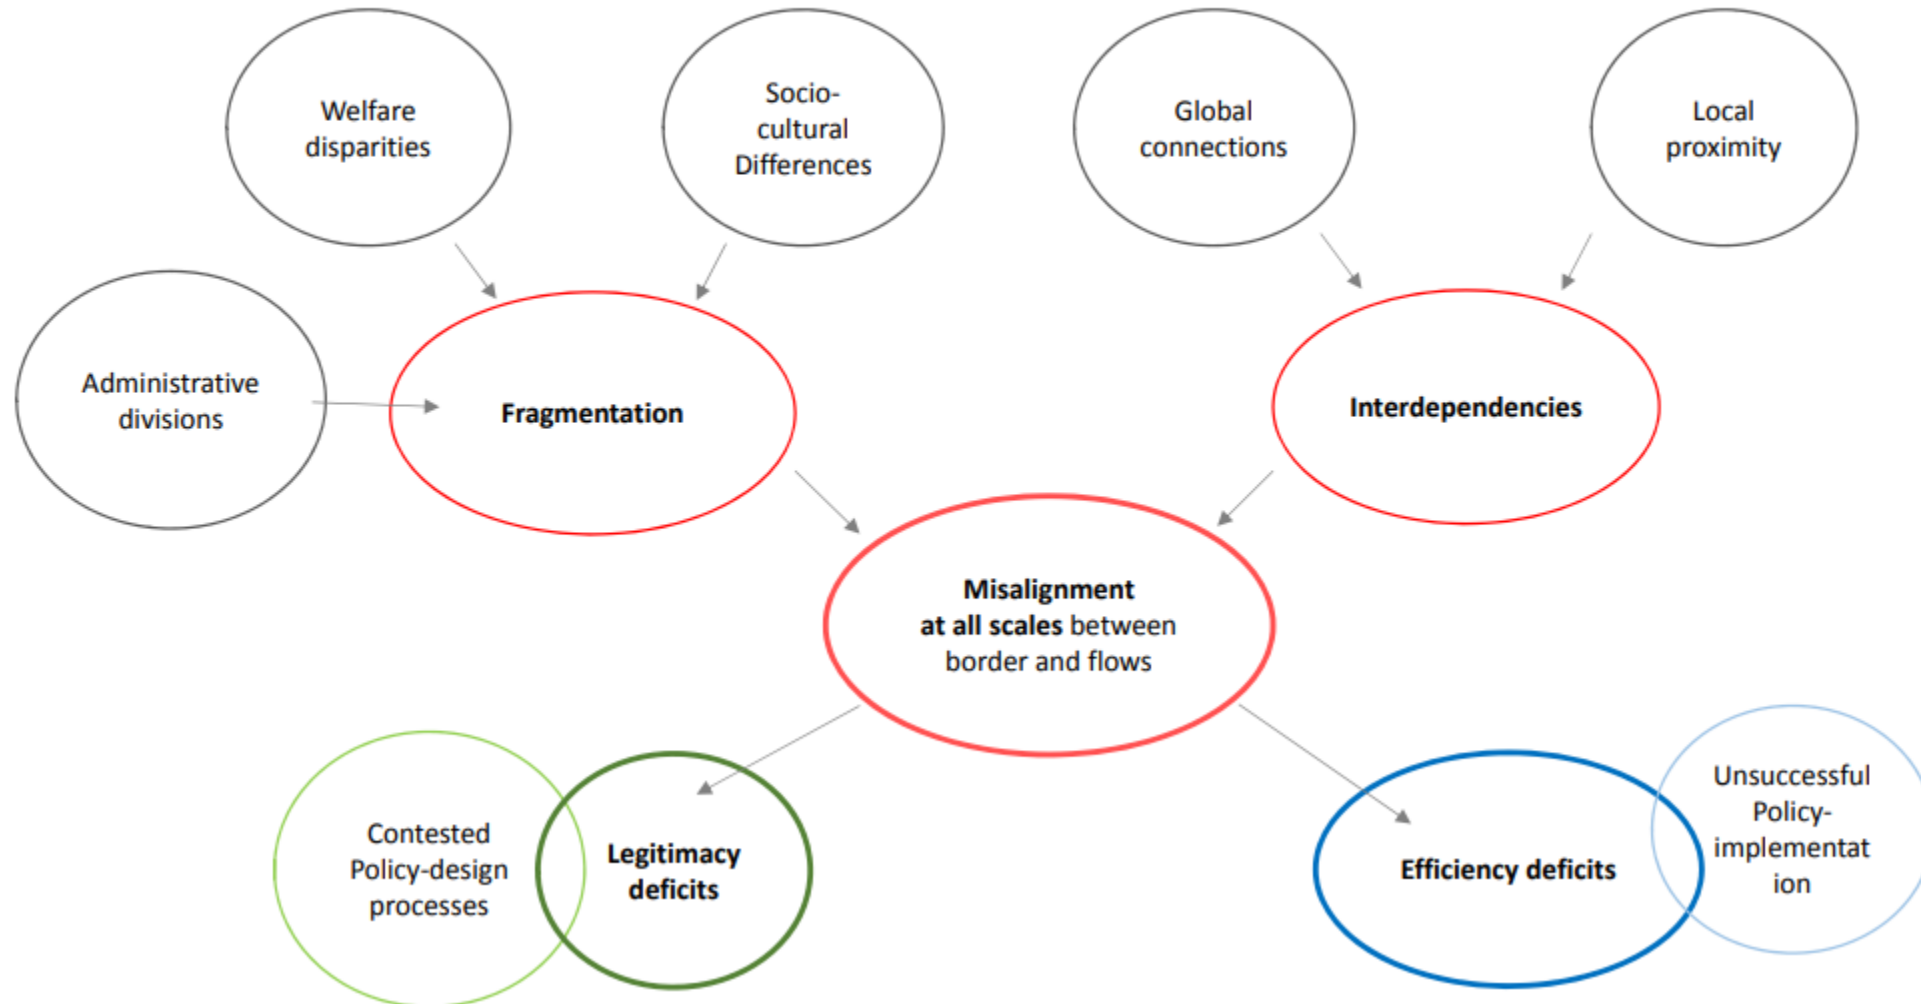 Welfare
disparities
Socio-
cultural
Differences
Global
connections
Local
proximity
Administrative
divisions
Fragmentation
Interdependencies
Misalignment
at all scales between
border and flows
Contested
Policy-design
processes
Legitimacy
deficits
Efficiency deficits
Unsuccessful
Policy-
implementat
ion